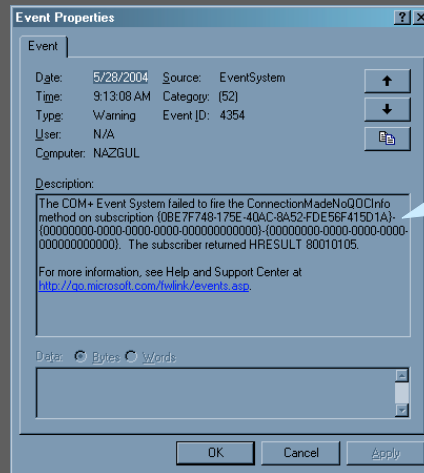 Event Properties
Event
Date: 5/28/2004 Source: EventSystem
Time: 9:13:08 AM Category: (52)
Type: Warning Event ID: 4354
User: N/A
Computer: NAZGUL
Description:
The COM+ Event System failed to fire the ConnectionMadeNoQOCInfo
method on subscription {0BE7F748-175E-40AC-8A52-FDE56F415D1A}-
{00000000-0000-0000-0000-000000000000}-{00000000-0000-0000-0000-
000000000000}. The subscriber returned HRESULT 80010105.
For more information, see Help and Support Center at
http://go.microsoft.com/fwlink/events.asp.
Data: Bytes Words
OK Cancel Apply